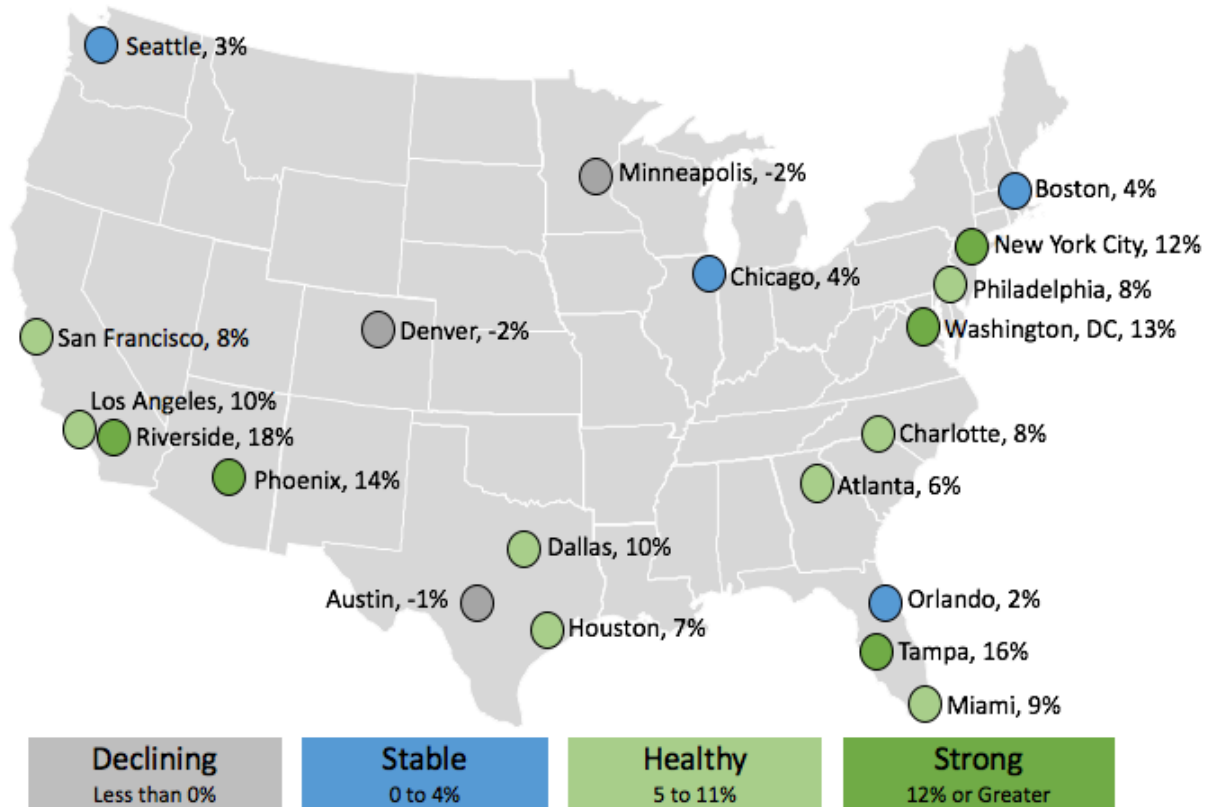 Seattle, 3%
Minneapolis, -2%
Boston, 4%
New York City, 12%
Chicago, 4%
Philadelphia, 8%
Washington, DC, 13%
San Francisco, 8%
Denver, -2%
Los Angeles, 10%
Riverside, 18%
Charlotte, 8%
Phoenix, 14%
Atlanta, 6%
Dallas, 10%
Austin, -1%
Orlando, 2%
Houston, 7%
Tampa, 16%
Miami, 9%
Declining
Less than 0%
Stable
0 to 4%
Healthy
5 to 11%
Strong
12% or Greater